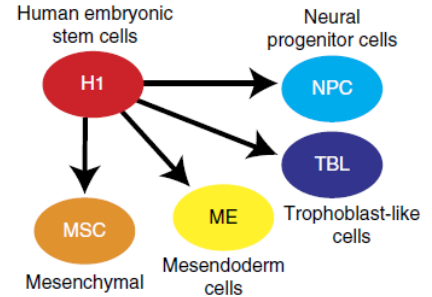 Human embryonic
stem cells
H1
Neural
progenitor cells
NPC
TBL
Trophoblast-like
cells
ME
Mesendoderm
cells
MSC
Mesenchymal